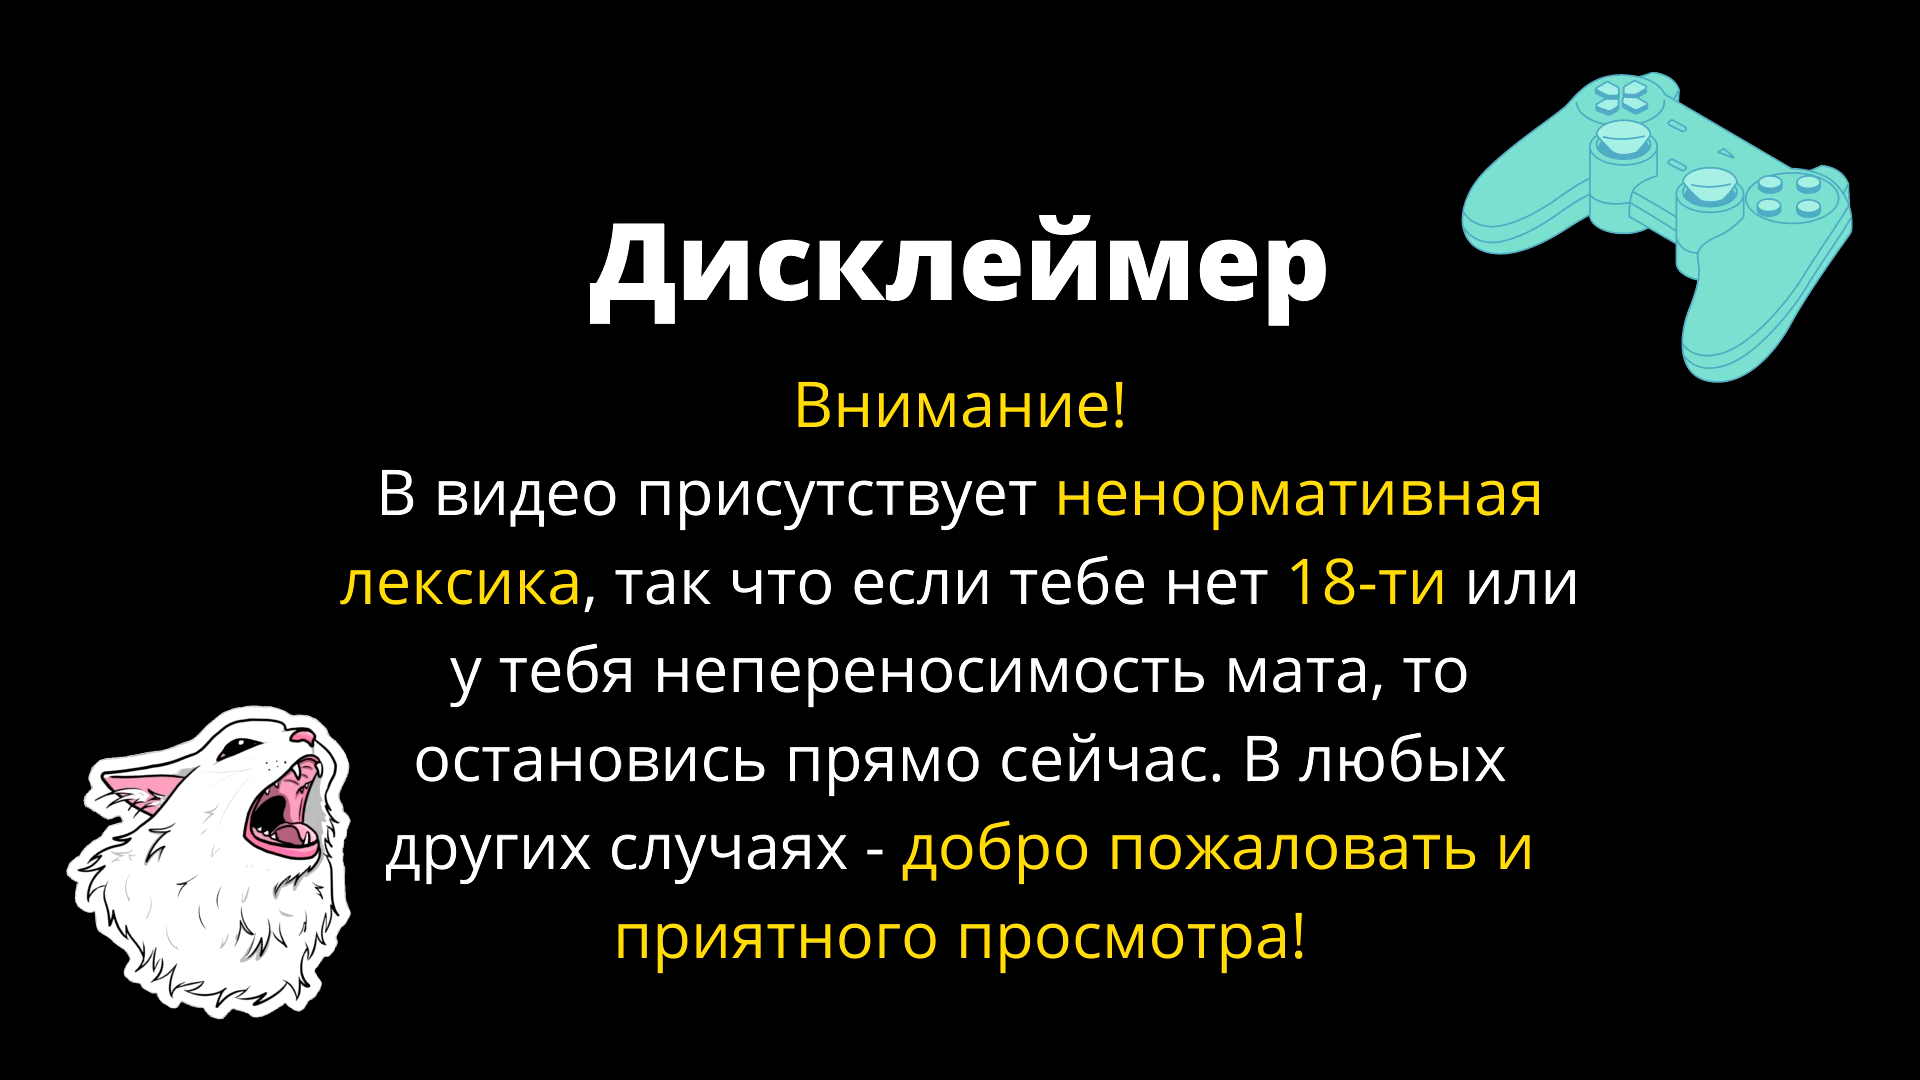 Дисклеймер
Внимание!
В видео присутствует ненормативная
лексика, так что если тебе нет 18-ти или
у тебя непереносимость мата, то
остановись прямо сейчас. В любых
других случаях - добро пожаловать и
приятного просмотра!